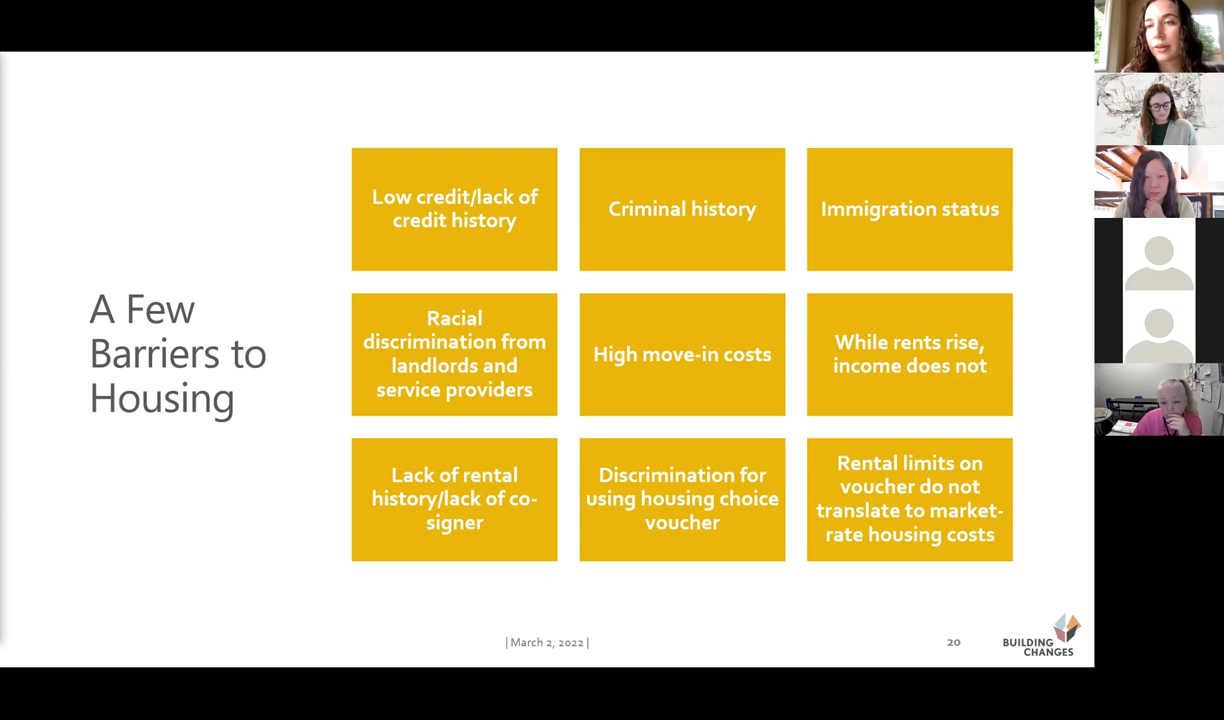 A Few
Barriers to
Housing
Low credit/lack of
credit history
Criminal history
Immigration status
Racial
discrimination from
landlords and
service providers
High move-in costs
While rents rise,
income does not
Lack of rental
history/lack of co-
signer
Discrimination for
using housing choice
voucher
Rental limits on
voucher do not
translate to market-
rate housing costs
| March 2, 2022 |
20
BUILDING
CHANGES